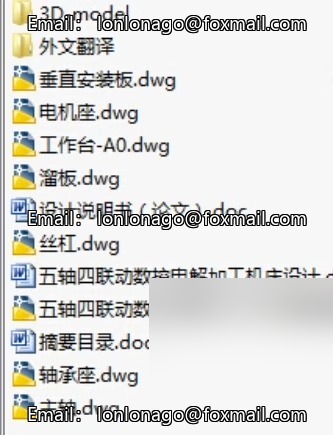 3D-model
Email: lonlonago@foxmail.com
外文翻译
垂直安装板.dwg
电机座.dwg
工作台-A0.dwg
溜板.dwg
设计说明书（论文）.doc
Email: lonlonago@foxmail.com
丝杠.dwg
五轴四联动数控电解加工机床设计
五轴四联动数
摘要目录.doc
轴承座.dwg
主轴.dwg
Email: lonlonago@foxmail.com